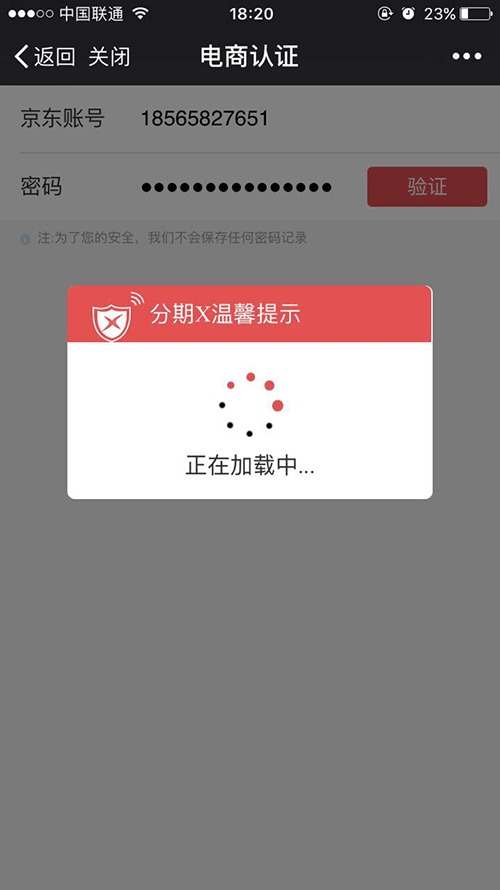 中国联通 18:20 23%
返回 关闭 电商认证
京东账号 18565827651
密码 验证
注:为了您的安全，我们不会保存任何密码记录
分期X温馨提示
正在加载中...